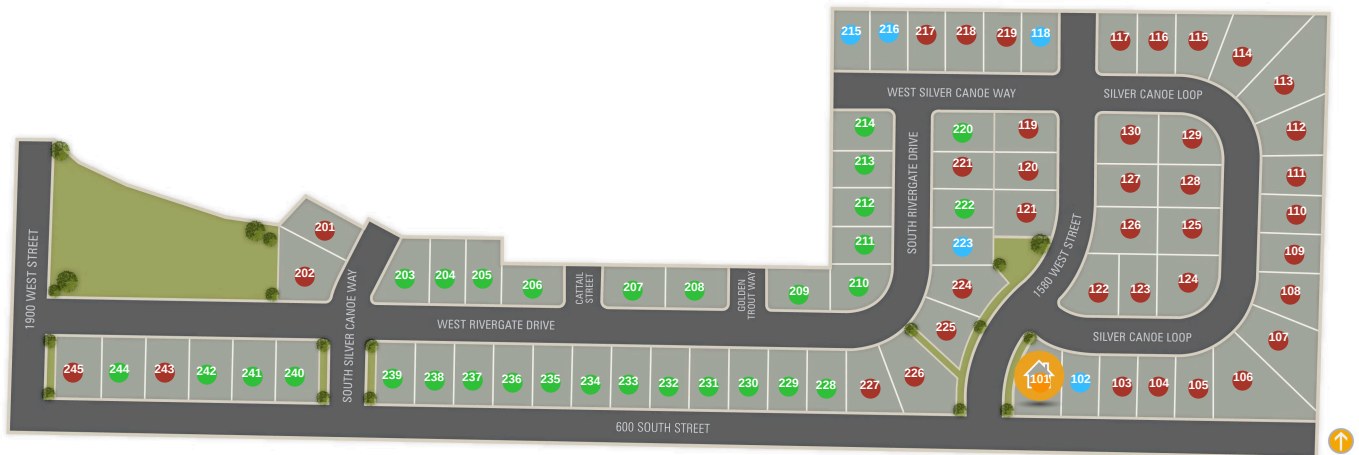 215 216 217 218 219 118 117 116 115 114 113
WEST SILVER CANOE WAY
SILVER CANOE LOOP
214 220 119 130 129 112
213 221 120 127 128 111
212 222 121 126 125 110
211 223 109
SOUTH RIVERGATE DRIVE
1580 WEST STREET
201
202
203 204 205 206
CATTAIL
STREET
207 208
GOLDEN
TROUT WAY
209 210 224 122 123 124 108
1900 WEST STREET
SOUTH SILVER CANOE WAY
WEST RIVERGATE DRIVE
225
SILVER CANOE LOOP
107
245 244 243 242 241 240
239 238 237 236 235 234 233 232 231 230 229 228 227 226
101 102 103 104 105 106
600 SOUTH STREET